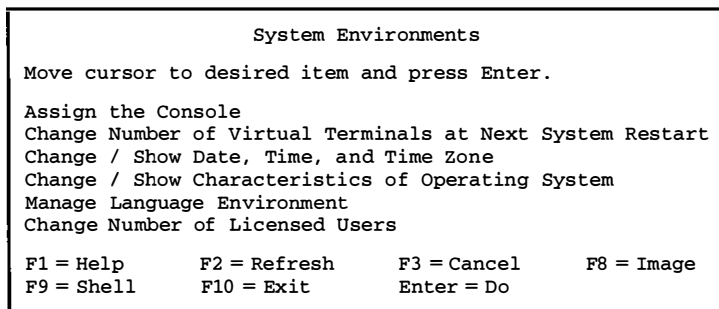 System Environments
Move cursor to desired item and press Enter.
Assign the Console
Change Number of Virtual Terminals at Next System Restart
Change / Show Date, Time, and Time Zone
Change / Show Characteristics of Operating System
Manage Language Environment
Change Number of Licensed Users
F1 = Help F2 = Refresh F3 = Cancel F8 = Image
F9 = Shell F10 = Exit Enter = Do